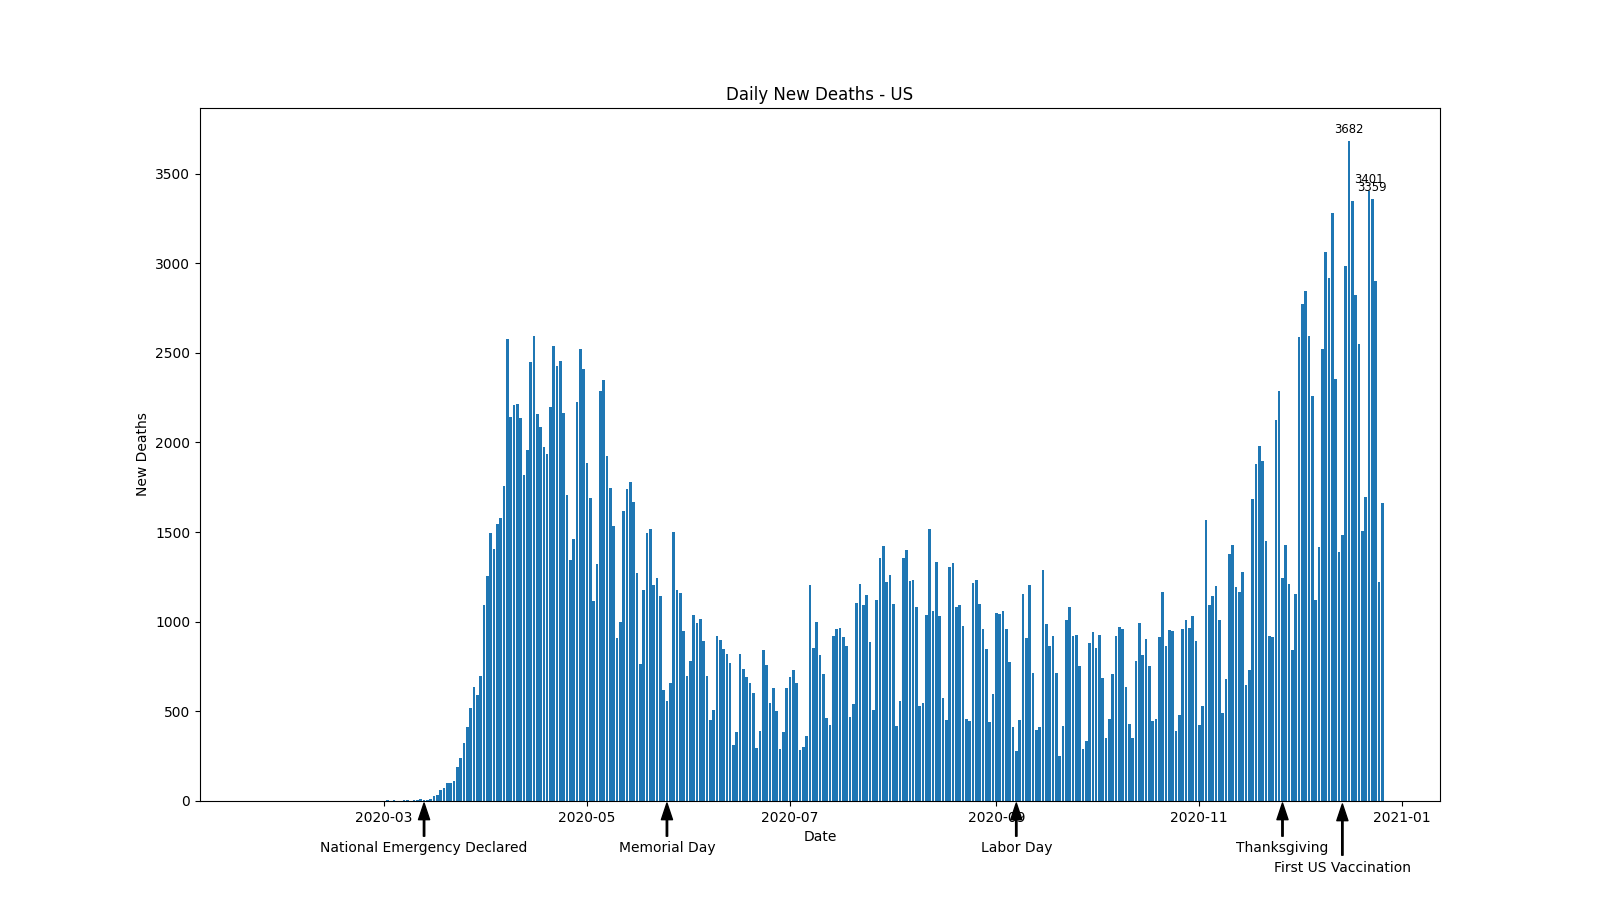 Daily New Deaths - US
3682
3401
3359
3500
3000
2500
2000
1500
1000
500
0
New Deaths
2020-03
2020-05
2020-07
2020-09
2020-11
2021-01
Date
National Emergency Declared
Memorial Day
Labor Day
Thanksgiving
First US Vaccination